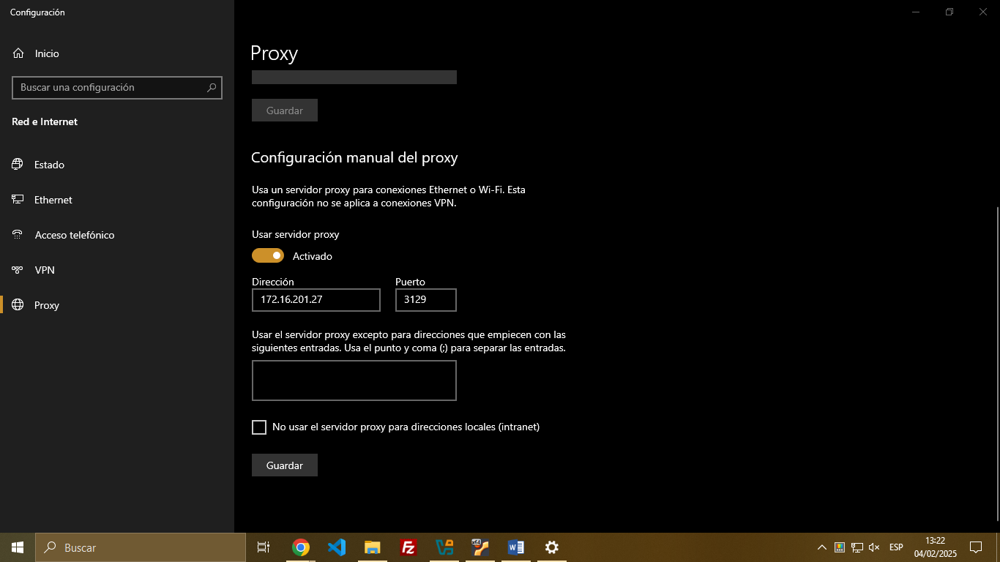 Configuración
Inicio
Buscar una configuración
Red e Internet
Estado
Ethernet
Acceso telefónico
VPN
Proxy
Proxy
Guardar
Configuración manual del proxy
Usa un servidor proxy para conexiones Ethernet o Wi-Fi. Esta
configuración no se aplica a conexiones VPN.
Usar servidor proxy
Activado
Dirección Puerto
172.16.201.27 3129
Usar el servidor proxy excepto para direcciones que empiecen con las
siguientes entradas. Usa el punto y coma (;) para separar las entradas.
No usar el servidor proxy para direcciones locales (intranet)
Guardar
Buscar
x64
ESP
13:22
04/02/2025